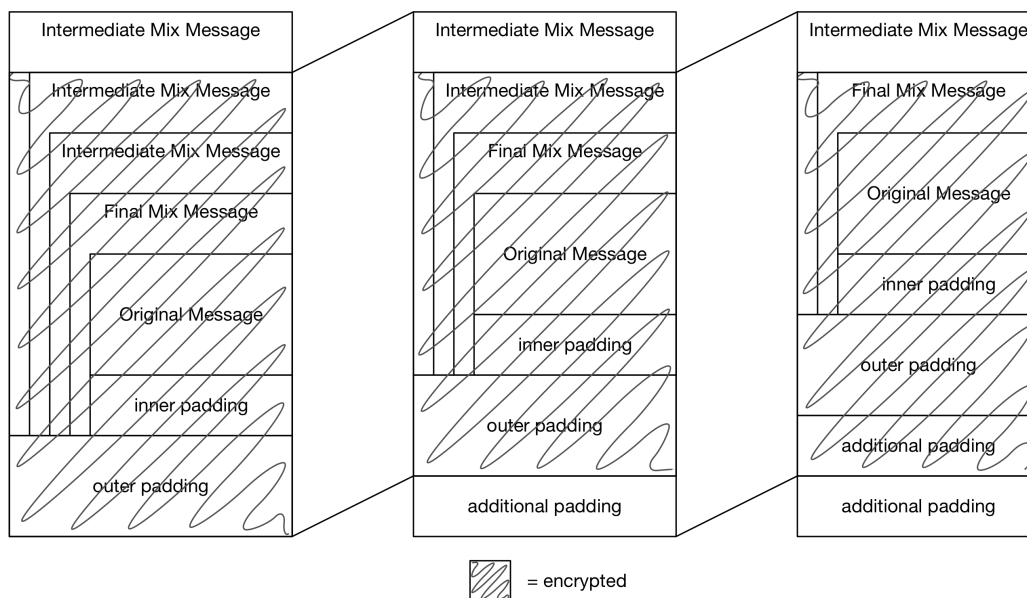 Intermediate Mix Message
Intermediate Mix Message
Intermediate Mix Message
Final Mix Message
Original Message
inner padding
outer padding
Intermediate Mix Message
Intermediate Mix Message
Final Mix Message
Original Message
inner padding
outer padding
additional padding
Intermediate Mix Message
Final Mix Message
Original Message
inner padding
outer padding
additional padding
additional padding
= encrypted